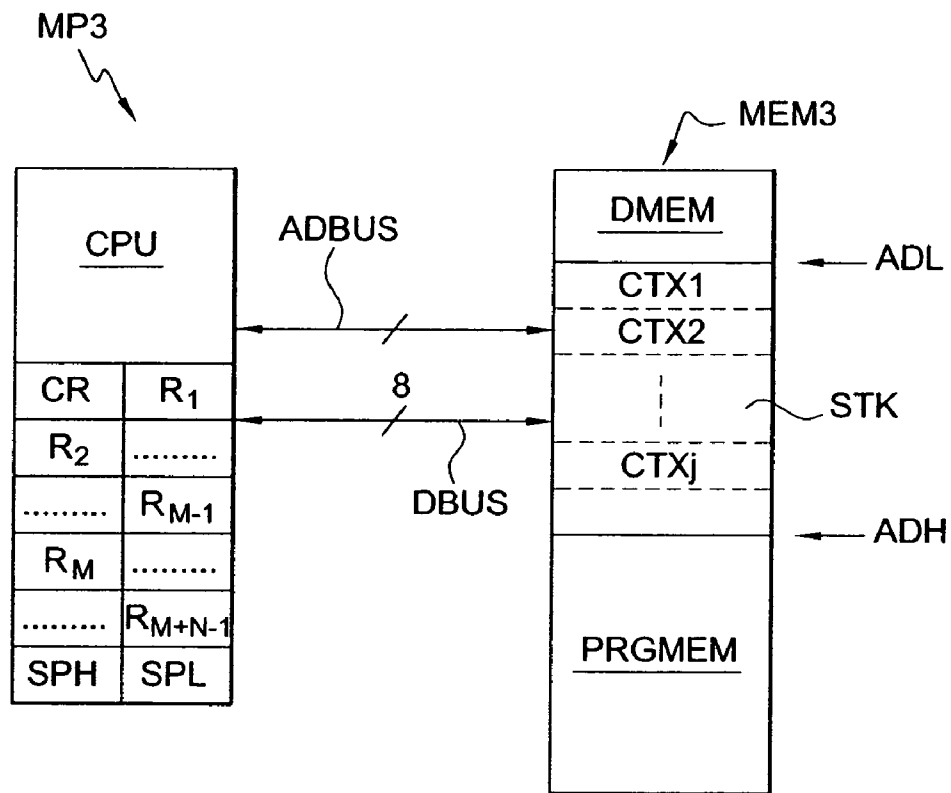 MP3
MEM3
CPU
ADBUS
DMEM
ADL
CTX1
CTX2
CR R1
8
STK
R2 .........
CTXj
......... RM-1
DBUS
ADH
RM .........
......... RM+N-1
PRGMEM
SPH SPL